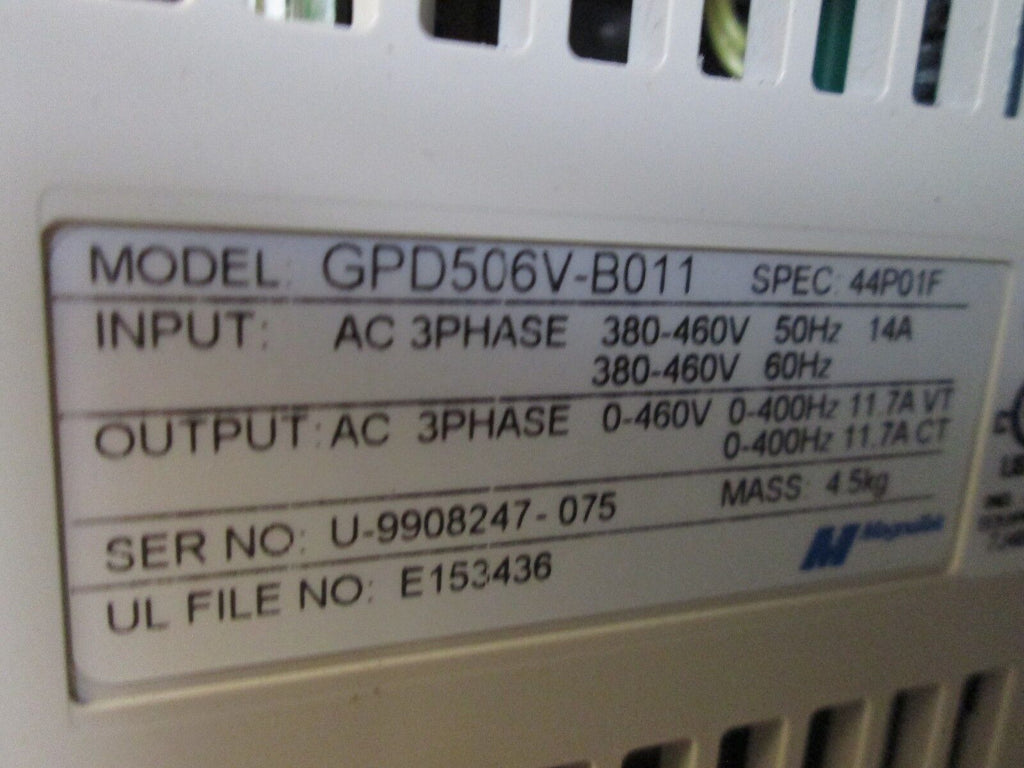 MODEL: GPD506V-B011 SPEC: 44P01F
INPUT: AC 3PHASE 380-460V 50Hz 14A
380-460V 60Hz
OUTPUT: AC 3PHASE 0-460V 0-400Hz 11.7A VT
0-400Hz 11.7A CT
MASS: 4.5kg
SER NO: U-9908247-075
UL FILE NO: E153436
MagneTek